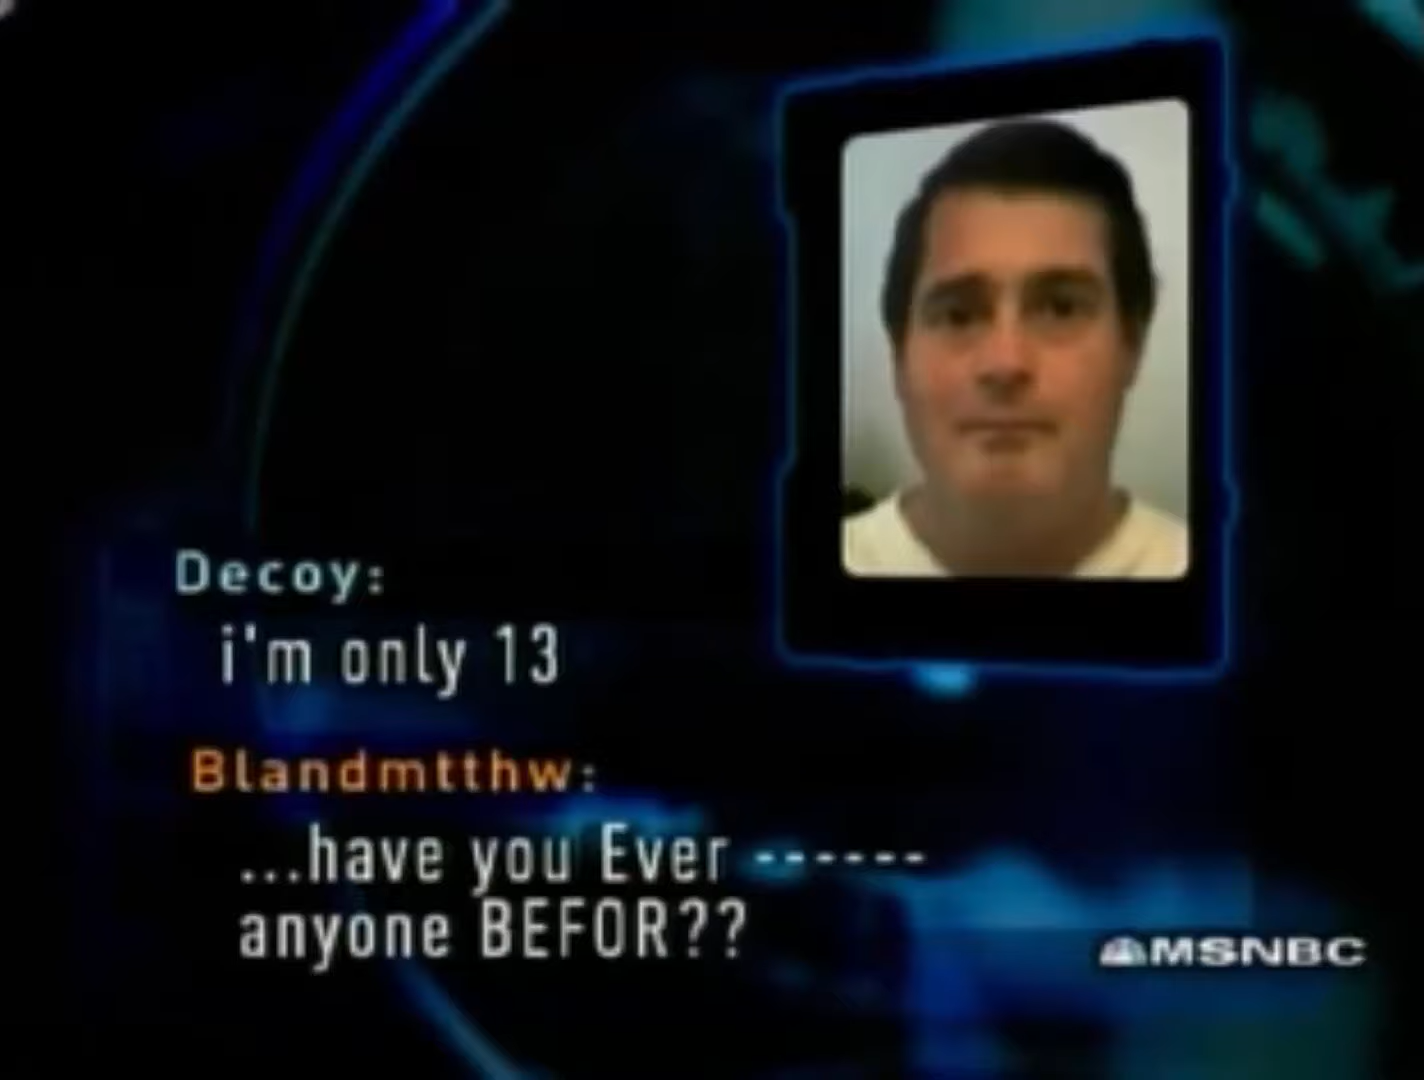 Decoy:
i'm only 13
Blandmtthw:
...have you Ever ------
anyone BEFOR??
MSNBC